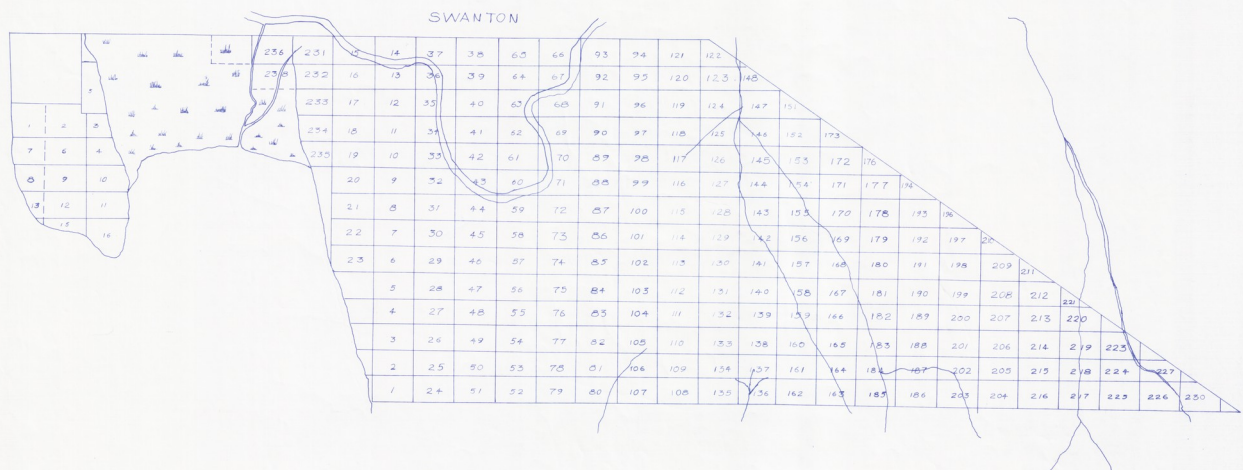 SWANTON
236 231 15 14 37 38 65 66 93 94 121 122
238 232 16 13 36 39 64 67 92 95 120 123 148
3 233 17 12 35 40 63 68 91 96 119 124 147 151
1 2 3 234 18 11 34 41 62 69 90 97 118 125 146 152 173
7 6 4 235 19 10 33 42 61 70 89 98 117 126 145 153 172 176
8 9 10 20 9 32 43 60 71 88 99 116 127 144 154 171 177 194
13 12 11 21 8 31 44 59 72 87 100 115 128 143 155 170 178 193 196
15 16 22 7 30 45 58 73 86 101 114 129 142 156 169 179 192 197
23 6 29 46 57 74 85 102 113 130 141 157 168 180 191 198 209 211
5 28 47 56 75 84 103 112 131 140 158 167 181 190 199 208 212 221
4 27 48 55 76 85 104 111 132 139 159 166 182 189 200 207 213 220
3 26 49 54 77 82 105 110 133 138 160 165 183 188 201 206 214 219 223
2 25 50 53 78 81 106 109 134 137 161 164 184 187 202 205 215 218 224 227
1 24 51 52 79 80 107 108 135 136 162 163 185 186 203 204 216 217 225 226 230